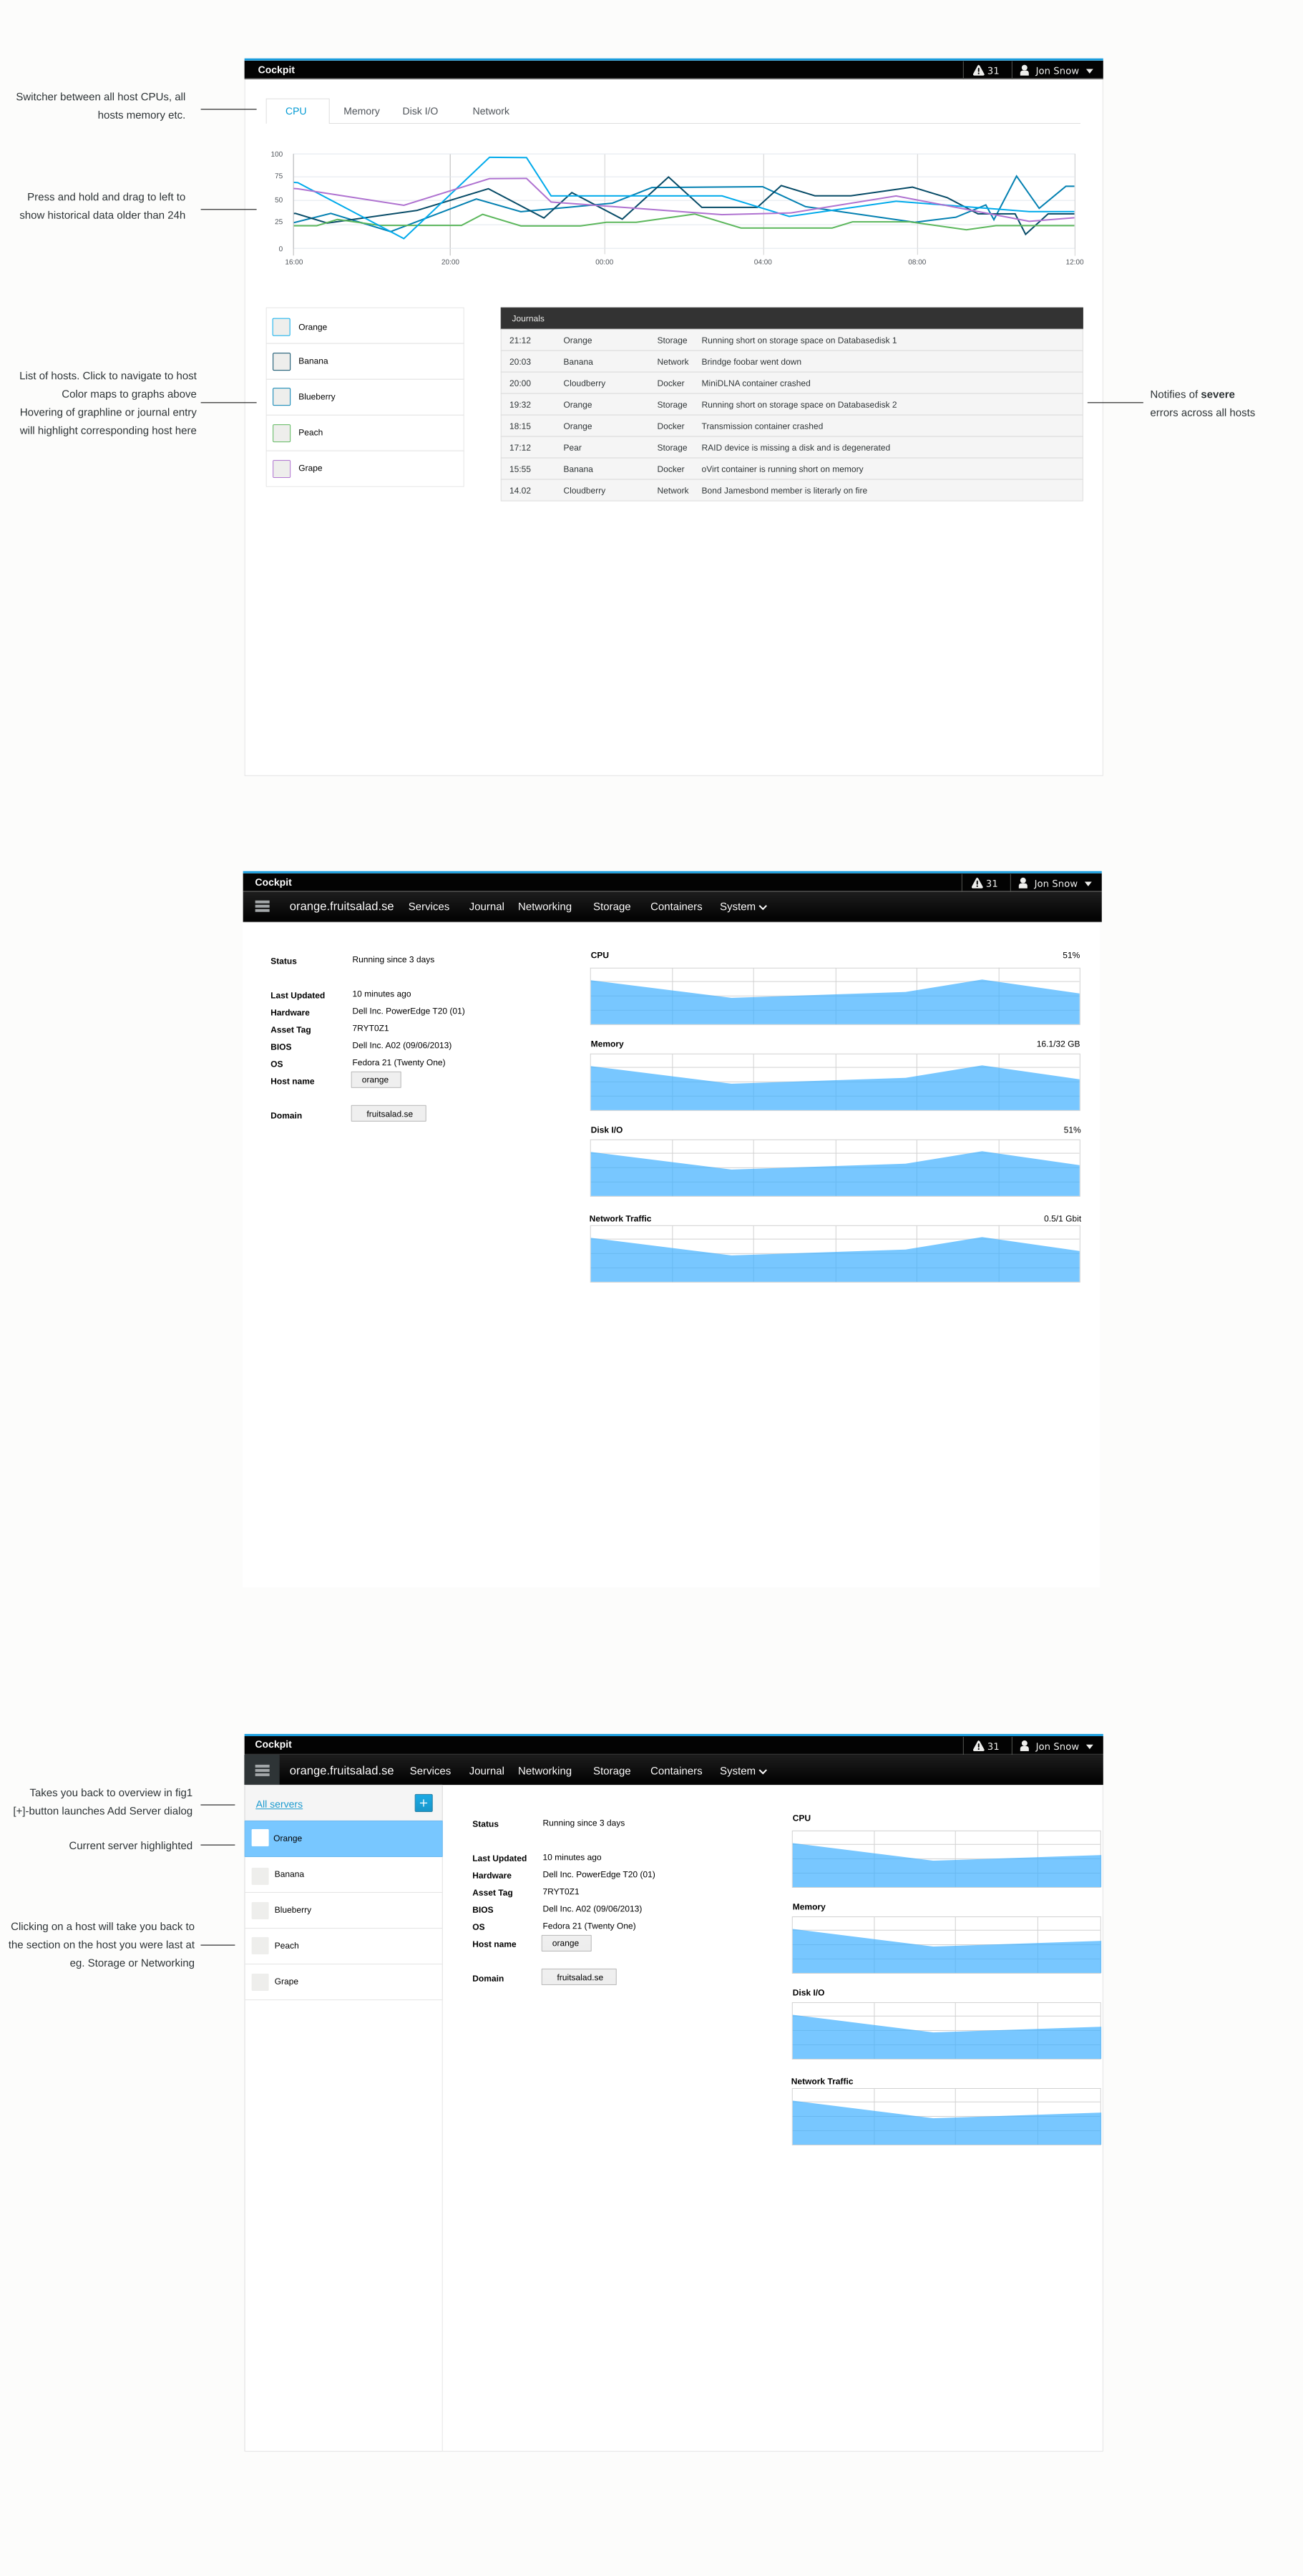 Cockpit 31 Jon Snow
Switcher between all host CPUs, all
hosts memory etc.
CPU Memory Disk I/O Network
Press and hold and drag to left to
show historical data older than 24h
100
75
50
25
0
16:00 20:00 00:00 04:00 08:00 12:00
List of hosts. Click to navigate to host
Color maps to graphs above
Hovering of graphline or journal entry
will highlight corresponding host here
Orange
Banana
Blueberry
Peach
Grape
Journals
21:12 Orange Storage Running short on storage space on Databasedisk 1
20:03 Banana Network Brindge foobar went down
20:00 Cloudberry Docker MiniDLNA container crashed
19:32 Orange Storage Running short on storage space on Databasedisk 2
18:15 Orange Docker Transmission container crashed
17:12 Pear Storage RAID device is missing a disk and is degenerated
15:55 Banana Docker oVirt container is running short on memory
14.02 Cloudberry Network Bond Jamesbond member is literarly on fire
Notifies of severe
errors across all hosts
Cockpit 31 Jon Snow
orange.fruitsalad.se Services Journal Networking Storage Containers System
Status Running since 3 days
Last Updated 10 minutes ago
Hardware Dell Inc. PowerEdge T20 (01)
Asset Tag 7RYT0Z1
BIOS Dell Inc. A02 (09/06/2013)
OS Fedora 21 (Twenty One)
Host name orange
Domain fruitsalad.se
CPU 51%
Memory 16.1/32 GB
Disk I/O 51%
Network Traffic 0.5/1 Gbit
Cockpit 31 Jon Snow
orange.fruitsalad.se Services Journal Networking Storage Containers System
Takes you back to overview in fig1
[+]-button launches Add Server dialog
Current server highlighted
Clicking on a host will take you back to
the section on the host you were last at
eg. Storage or Networking
All servers +
Orange
Banana
Blueberry
Peach
Grape
Status Running since 3 days
Last Updated 10 minutes ago
Hardware Dell Inc. PowerEdge T20 (01)
Asset Tag 7RYT0Z1
BIOS Dell Inc. A02 (09/06/2013)
OS Fedora 21 (Twenty One)
Host name orange
Domain fruitsalad.se
CPU
Memory
Disk I/O
Network Traffic